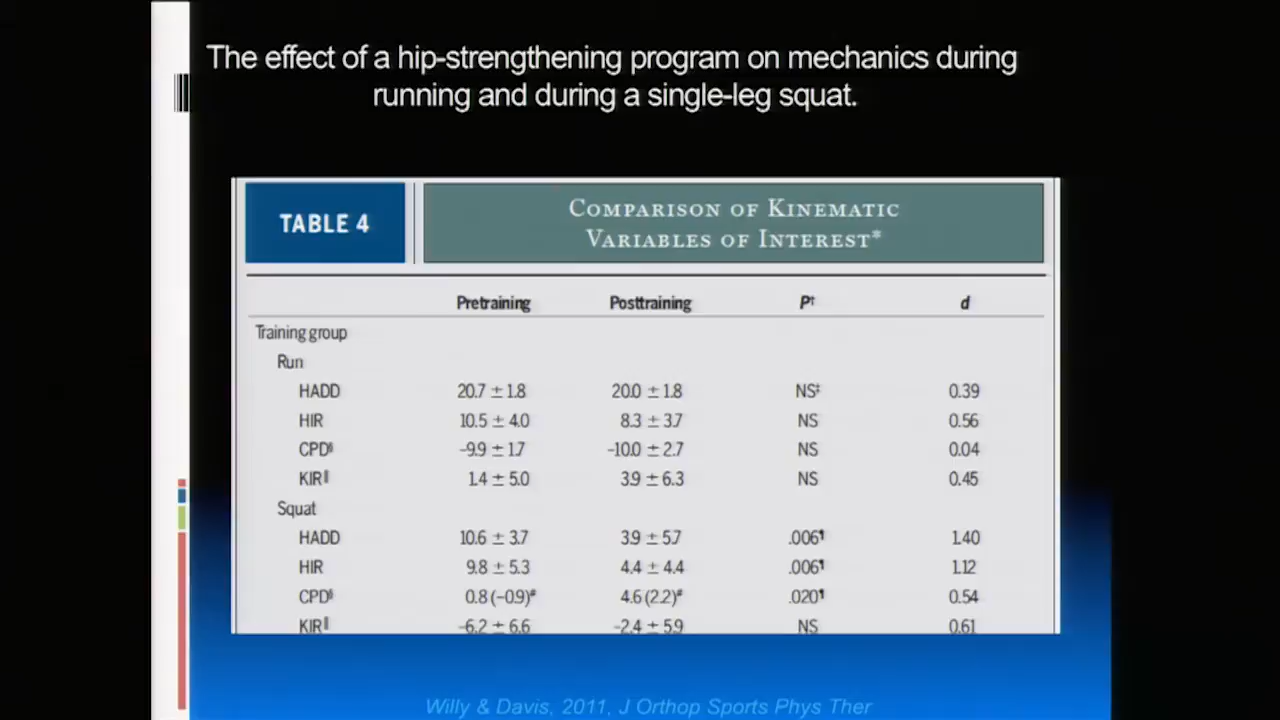 The effect of a hip-strengthening program on mechanics during
running and during a single-leg squat.
TABLE 4
COMPARISON OF KINEMATIC
VARIABLES OF INTEREST*
Pretraining Posttraining P† d
Training group
Run
HADD 20.7 ± 1.8 20.0 ± 1.8 NS‡ 0.39
HIR 10.5 ± 4.0 8.3 ± 3.7 NS 0.56
CPD§ –9.9 ± 1.7 –10.0 ± 2.7 NS 0.04
KIR‖ 1.4 ± 5.0 3.9 ± 6.3 NS 0.45
Squat
HADD 10.6 ± 3.7 3.9 ± 5.7 .006¶ 1.40
HIR 9.8 ± 5.3 4.4 ± 4.4 .006¶ 1.12
CPD§ 0.8 (–0.9)# 4.6 (2.2)# .020¶ 0.54
KIR‖ –6.2 ± 6.6 –2.4 ± 5.9 NS 0.61
Willy & Davis, 2011, J Orthop Sports Phys Ther